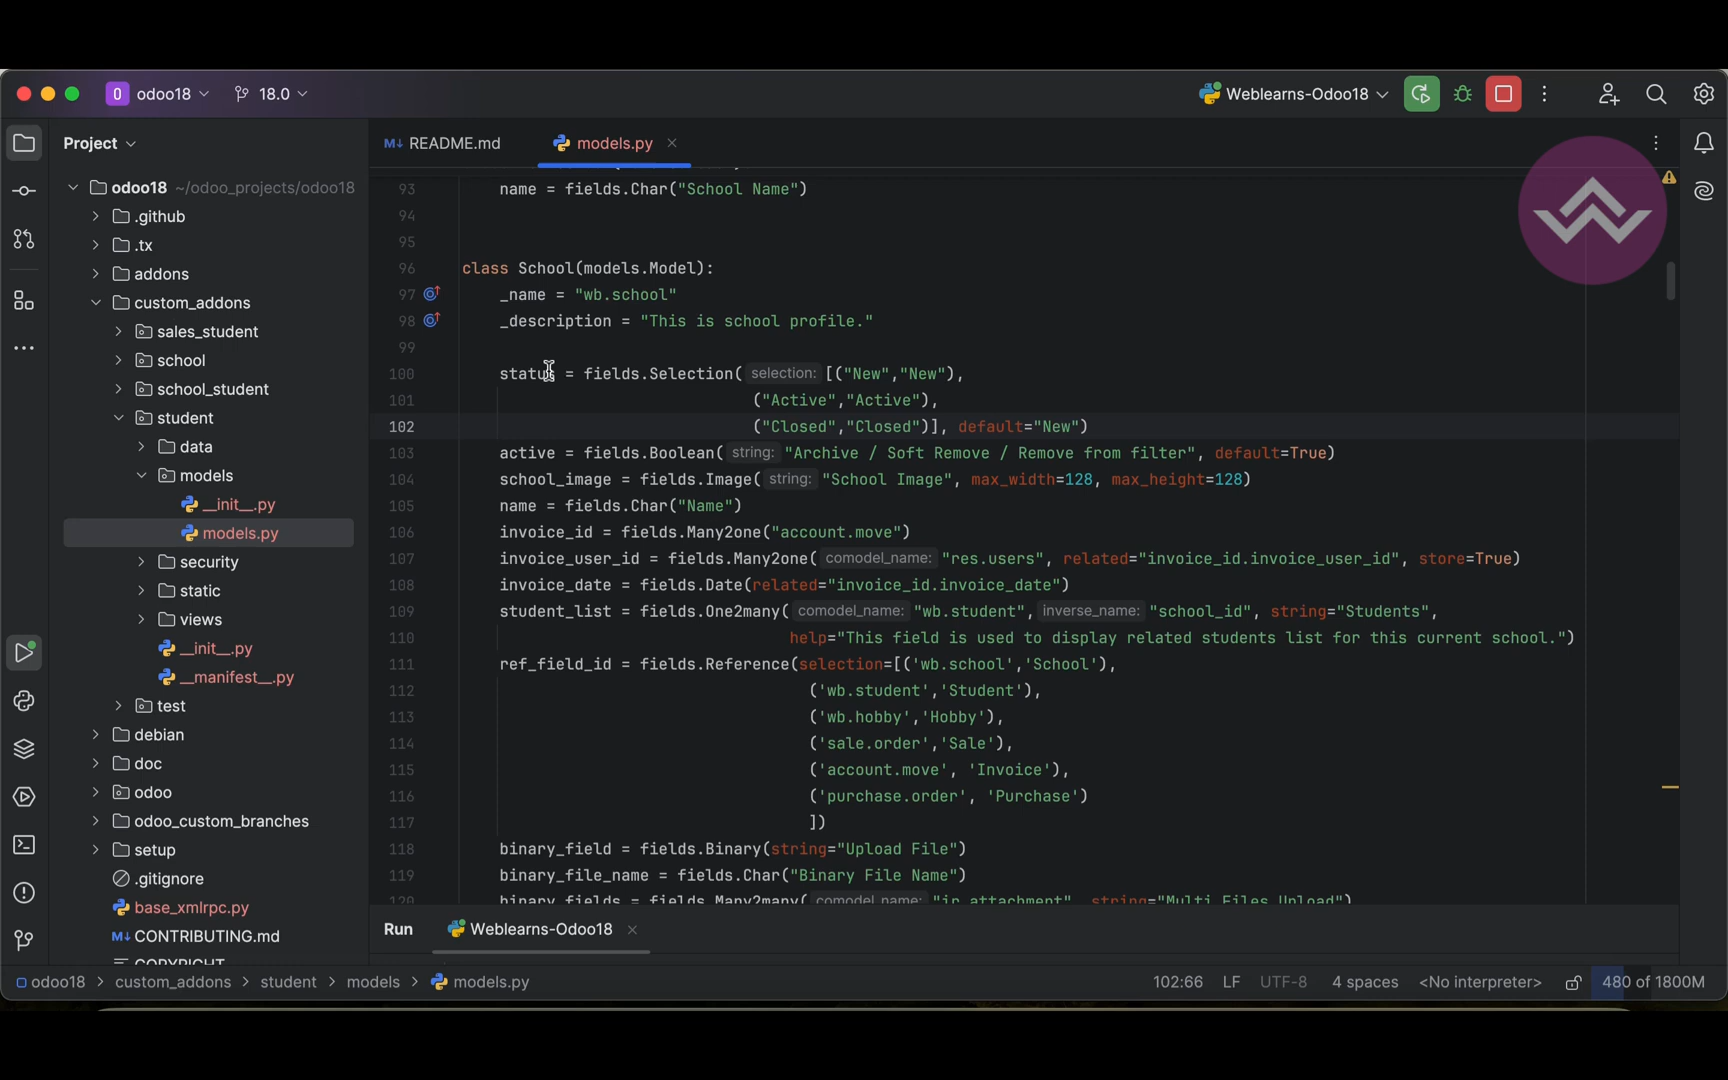 odoo18
18.0
Weblearns-Odoo18
Project
README.md
models.py
odoo18 ~/odoo_projects/odoo18
.github
.tx
addons
custom_addons
sales_student
school
school_student
student
data
models
__init__.py
models.py
security
static
views
__init__.py
__manifest__.py
test
debian
doc
odoo
odoo_custom_branches
setup
.gitignore
base_xmlrpc.py
CONTRIBUTING.md
COPYRIGHT
93 name = fields.Char("School Name")
94
95
96 class School(models.Model):
97 _name = "wb.school"
98 _description = "This is school profile."
99
100 status = fields.Selection( selection: [("New","New"),
101 ("Active","Active"),
102 ("Closed","Closed")], default="New")
103 active = fields.Boolean( string: "Archive / Soft Remove / Remove from filter", default=True)
104 school_image = fields.Image( string: "School Image", max_width=128, max_height=128)
105 name = fields.Char("Name")
106 invoice_id = fields.Many2one("account.move")
107 invoice_user_id = fields.Many2one( comodel_name: "res.users", related="invoice_id.invoice_user_id", store=True)
108 invoice_date = fields.Date(related="invoice_id.invoice_date")
109 student_list = fields.One2many( comodel_name: "wb.student", inverse_name: "school_id", string="Students",
110 help="This field is used to display related students list for this current school.")
111 ref_field_id = fields.Reference(selection=[('wb.school','School'),
112 ('wb.student','Student'),
113 ('wb.hobby','Hobby'),
114 ('sale.order','Sale'),
115 ('account.move', 'Invoice'),
116 ('purchase.order', 'Purchase')
117 ])
118 binary_field = fields.Binary(string="Upload File")
119 binary_file_name = fields.Char("Binary File Name")
120 binary_fields = fields.Many2many( comodel_name: "ir.attachment", string="Multi Files Upload")
Run Weblearns-Odoo18
odoo18 > custom_addons > student > models > models.py
102:66 LF UTF-8 4 spaces <No interpreter> 480 of 1800M